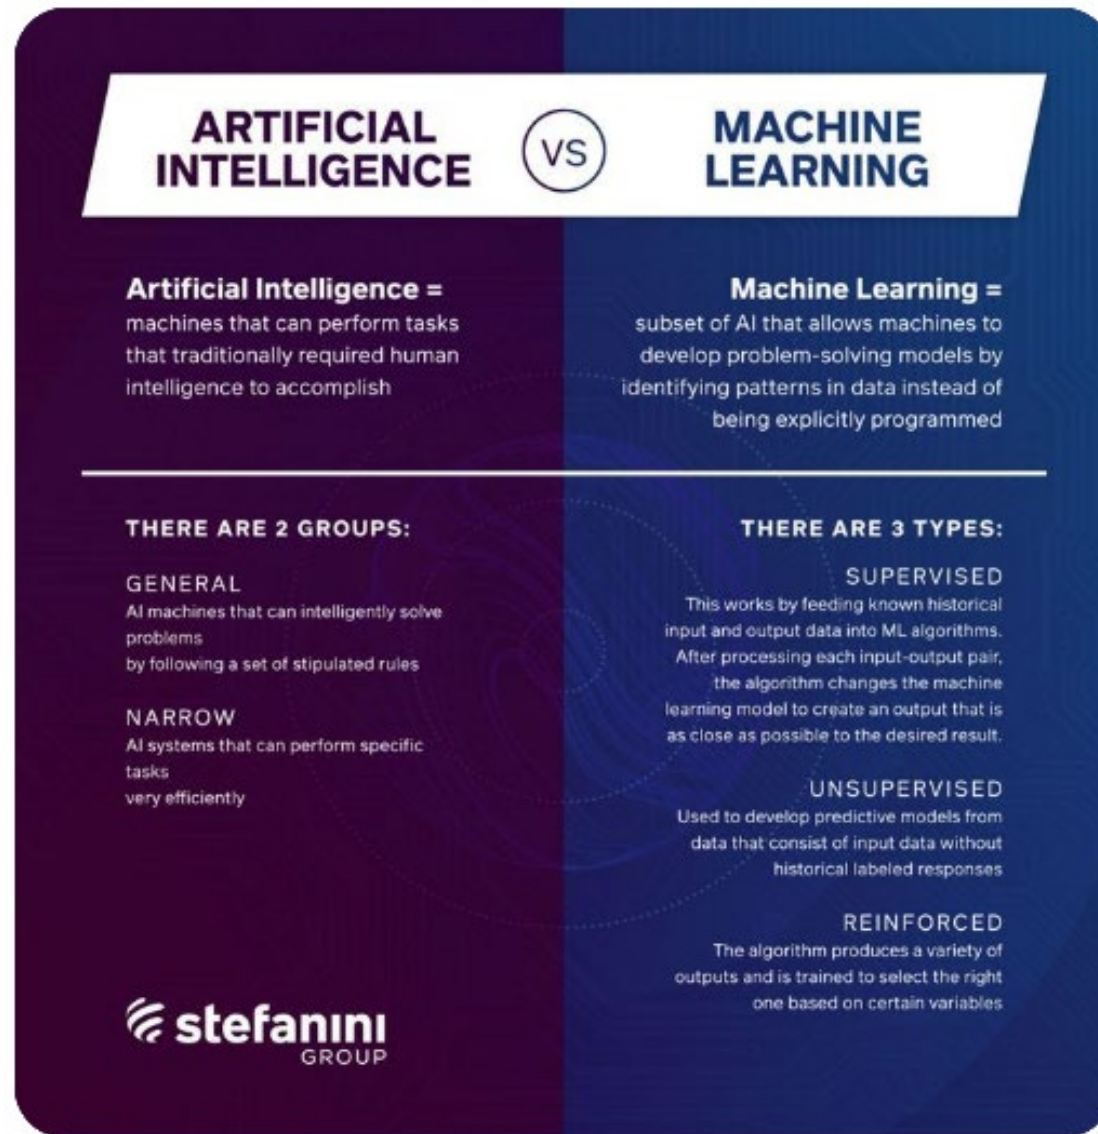 ARTIFICIAL
INTELLIGENCE
VS
MACHINE
LEARNING
Artificial Intelligence =
machines that can perform tasks
that traditionally required human
intelligence to accomplish
Machine Learning =
subset of AI that allows machines to
develop problem-solving models by
identifying patterns in data instead of
being explicitly programmed
THERE ARE 2 GROUPS:
GENERAL
AI machines that can intelligently solve
problems
by following a set of stipulated rules
NARROW
AI systems that can perform specific
tasks
very efficiently
THERE ARE 3 TYPES:
SUPERVISED
This works by feeding known historical
input and output data into ML algorithms.
After processing each input-output pair,
the algorithm changes the machine
learning model to create an output that is
as close as possible to the desired result.
UNSUPERVISED
Used to develop predictive models from
data that consist of input data without
historical labeled responses
REINFORCED
The algorithm produces a variety of
outputs and is trained to select the right
one based on certain variables
stefanini
GROUP